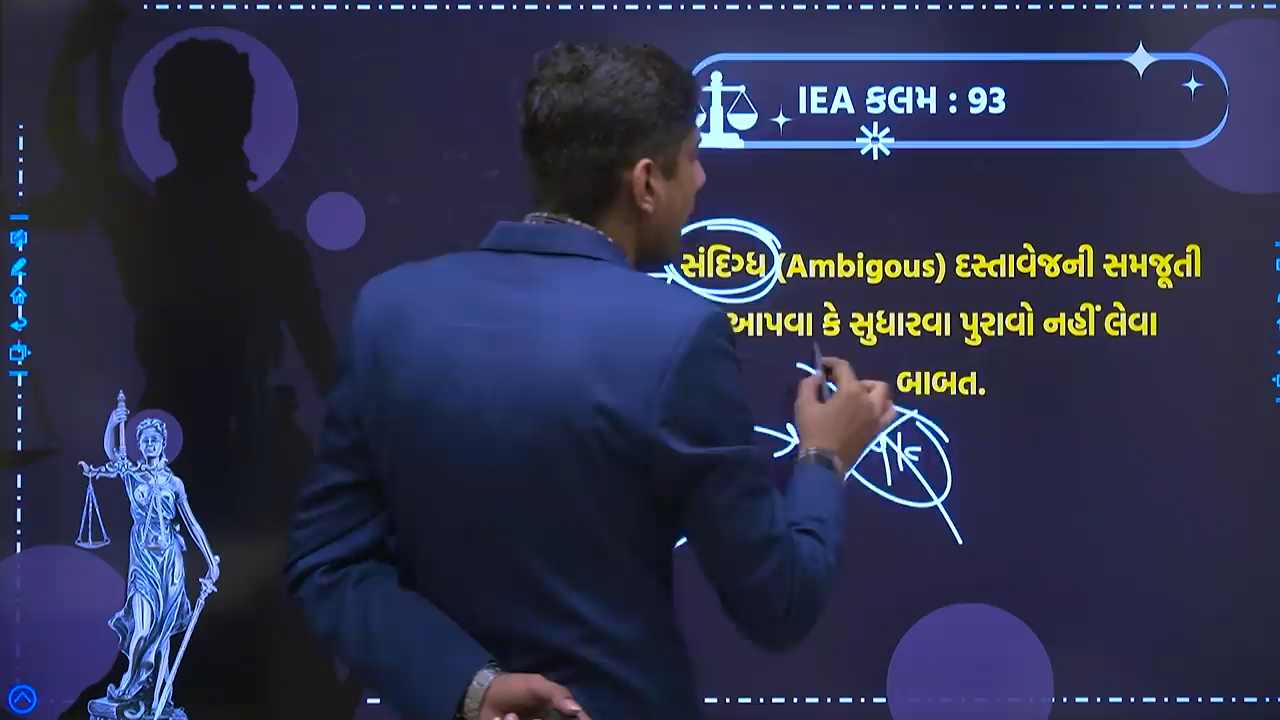 IEA કલમ : 93
સંદિગ્ધ (Ambigous) દસ્તાવેજની સમજૂતી
આપવા કે સુધારવા પુરાવો નહીં લેવા
બાબત.